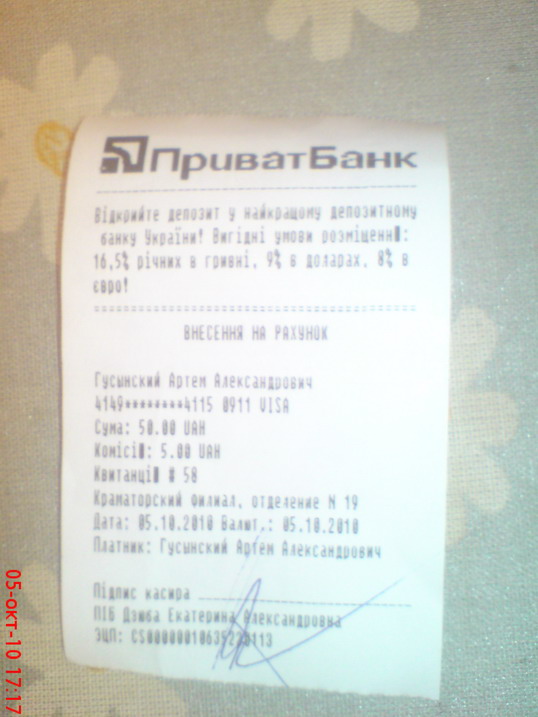 ПриватБанк
Відкрийте депозит у найкращому депозитному
банку України! Вигідні умови розміщенн▮:
16,5% річних в гривні, 9% в доларах, 8% в
євро!
ВНЕСЕННЯ НА РАХУНОК
Гусынский Артем Александрович
4149********4115 0911 VISA
Сума: 50.00 UAH
Комісі▮: 5.00 UAH
Квитанці▮ # 58
Краматорский филиал, отделение N 19
Дата: 05.10.2010 Валют.: 05.10.2010
Платник: Гусынский Артем Александрович
Підпис касира
ПІБ Дзюба Екатерина Александровна
ЭЦП:
05-окт-10 17:17